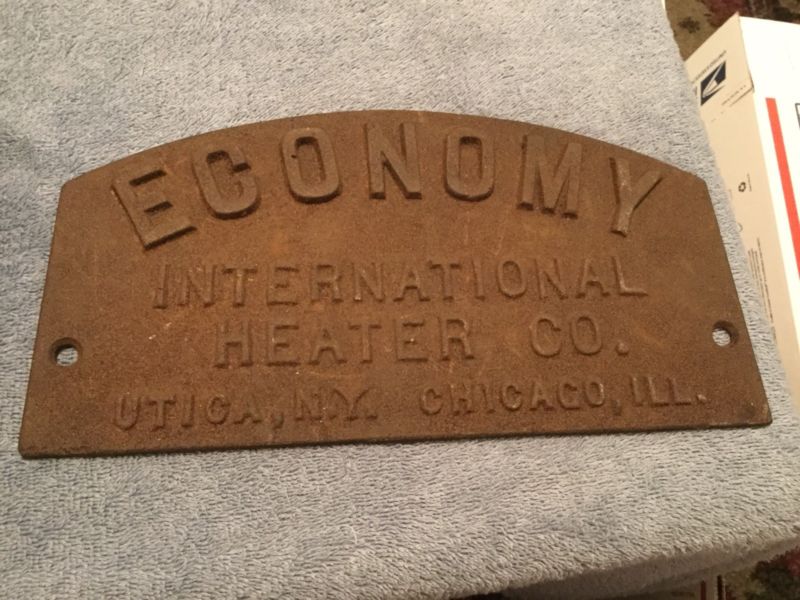 ECONOMY
INTERNATIONAL
HEATER CO.
UTICA, N.Y. CHICAGO, ILL.